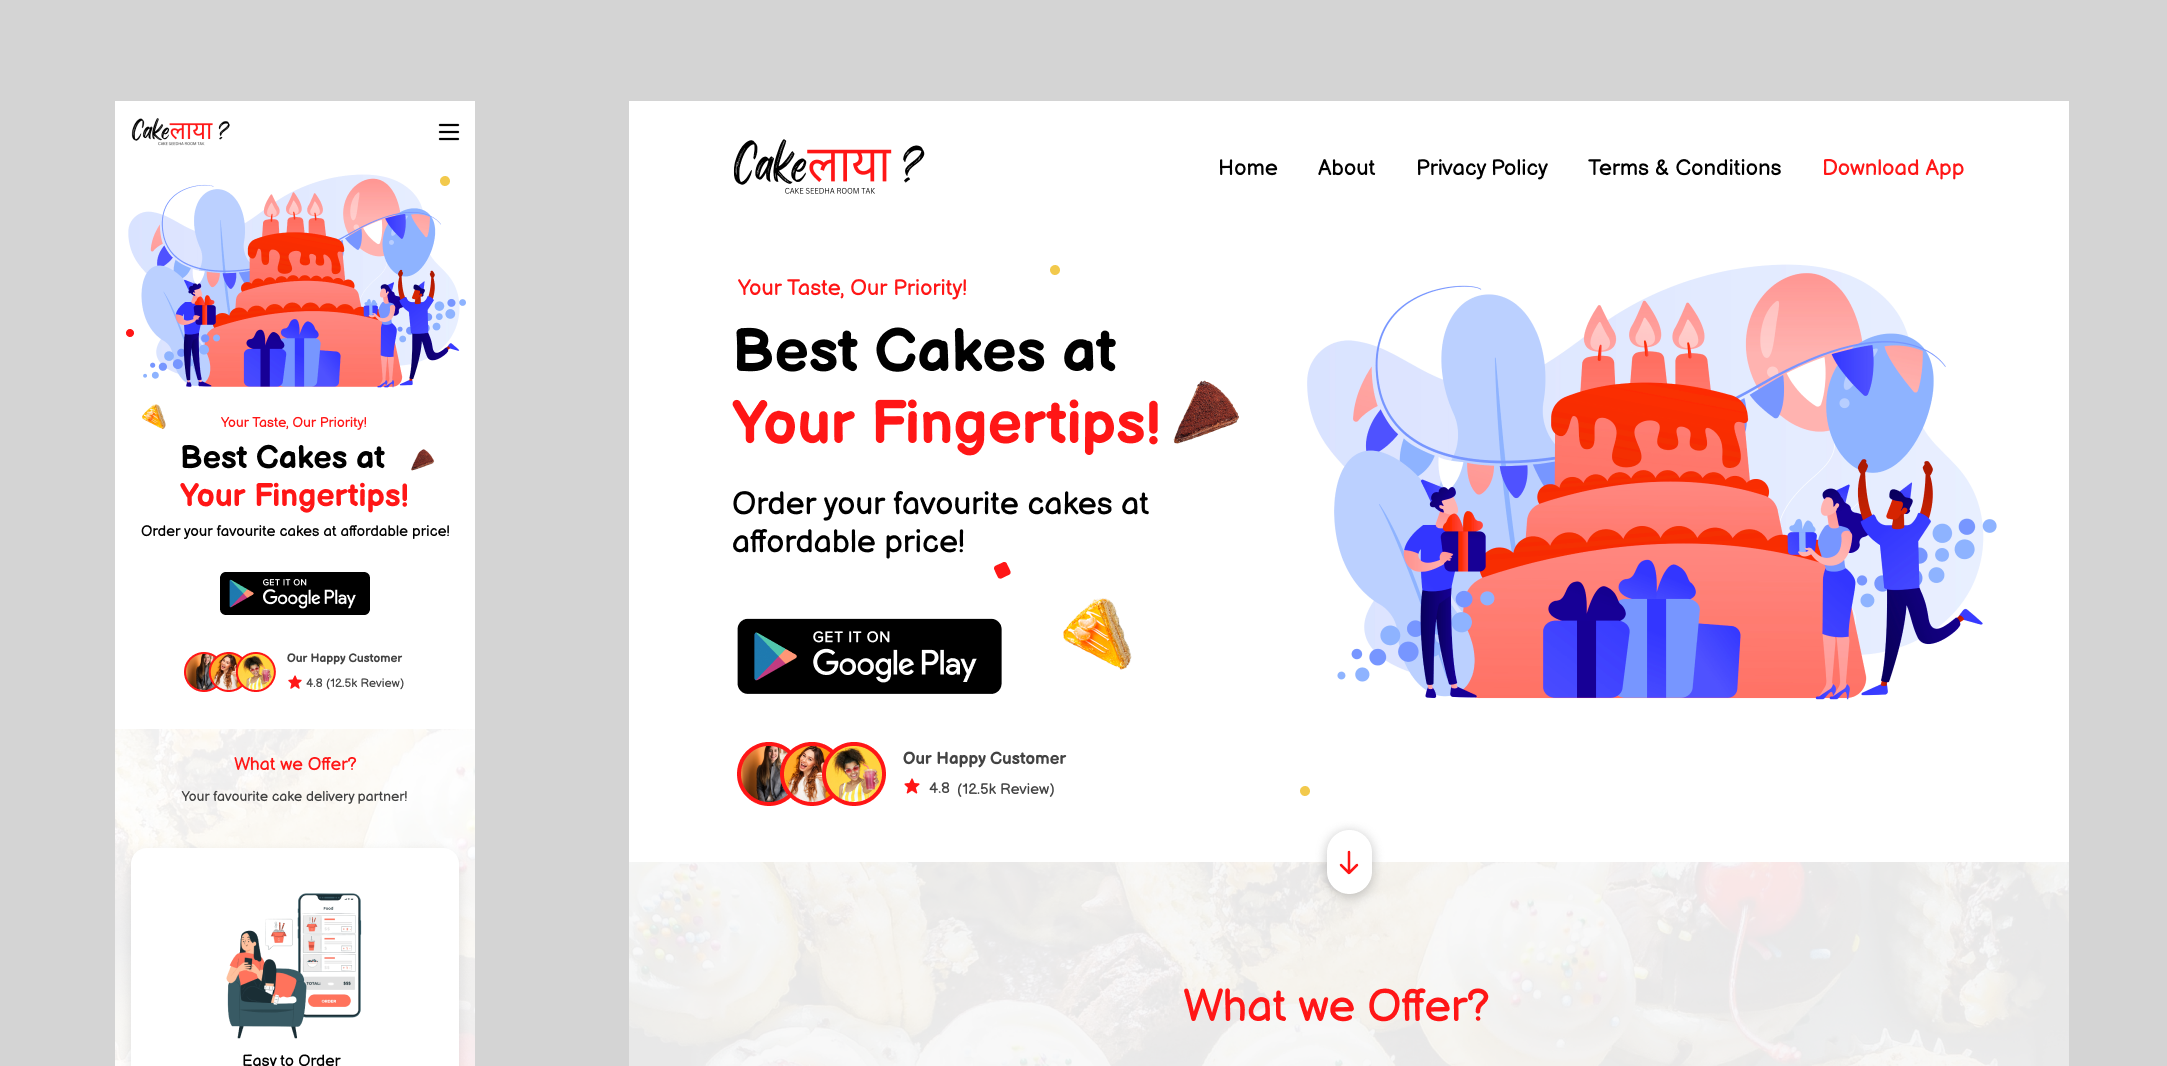 Cakeलाया ?
CAKE SEEDHA ROOM TAK
Your Taste, Our Priority!
Best Cakes at
Your Fingertips!
Order your favourite cakes at affordable price!
GET IT ON
Google Play
Our Happy Customer
4.8 (12.5k Review)
What we Offer?
Your favourite cake delivery partner!
Food
TOTAL:
$$$
ORDER
Easy to Order
Cakeलाया ?
CAKE SEEDHA ROOM TAK
Home About Privacy Policy Terms & Conditions Download App
Your Taste, Our Priority!
Best Cakes at
Your Fingertips!
Order your favourite cakes at
affordable price!
GET IT ON
Google Play
Our Happy Customer
4.8 (12.5k Review)
What we Offer?